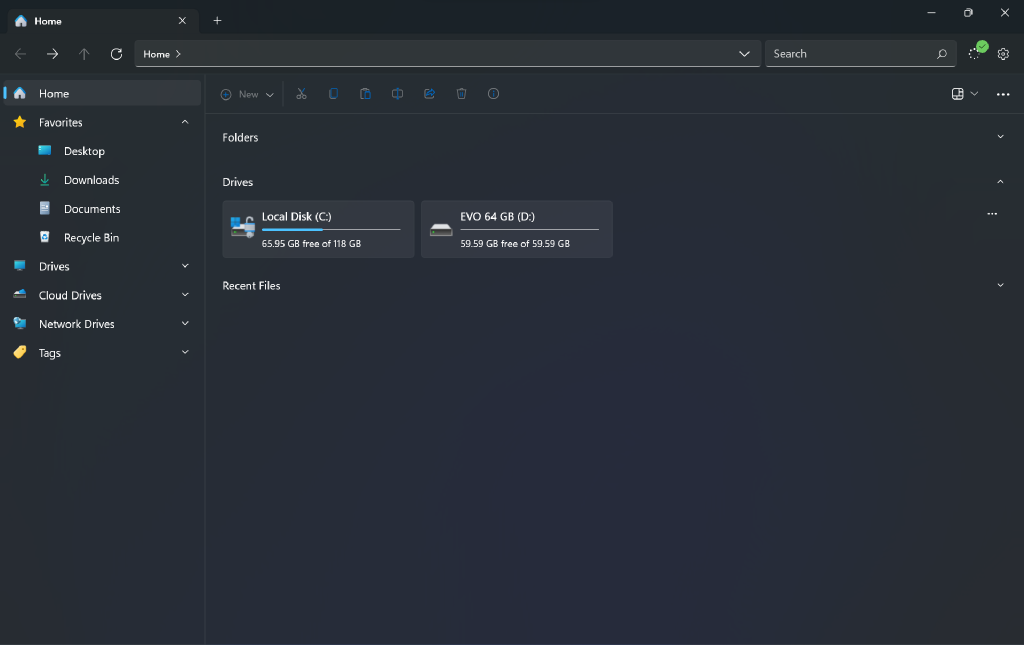 Home
Home
Search
Home
New
Favorites
Folders
Desktop
Downloads
Drives
Documents
Local Disk (C:)
EVO 64 GB (D:)
Recycle Bin
65.95 GB free of 118 GB
59.59 GB free of 59.59 GB
Drives
Recent Files
Cloud Drives
Network Drives
Tags